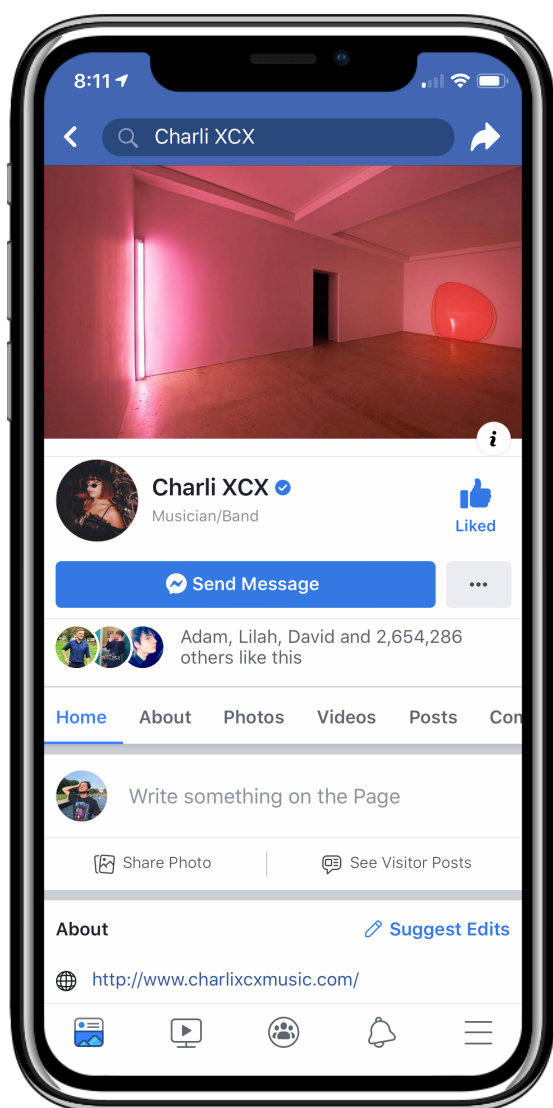 8:11
Charli XCX
i
Charli XCX
Musician/Band
Liked
Send Message
...
Adam, Lilah, David and 2,654,286
others like this
Home About Photos Videos Posts Con
Write something on the Page
Share Photo See Visitor Posts
About Suggest Edits
http://www.charlixcxmusic.com/